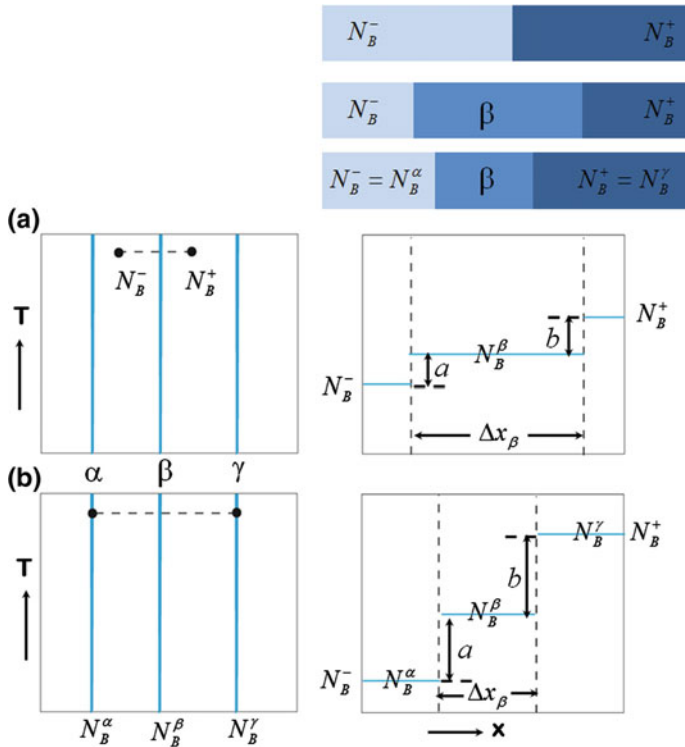 N_B^- N_B^+
N_B^- β N_B^+
N_B^- = N_B^α β N_B^+ = N_B^γ
(a)
N_B^- N_B^+
T
α β γ
N_B^+
b
N_B^β
a
N_B^-
Δx_β
(b)
T
N_B^α N_B^β N_B^γ
N_B^γ N_B^+
b
N_B^β
a
N_B^- N_B^α
Δx_β
x